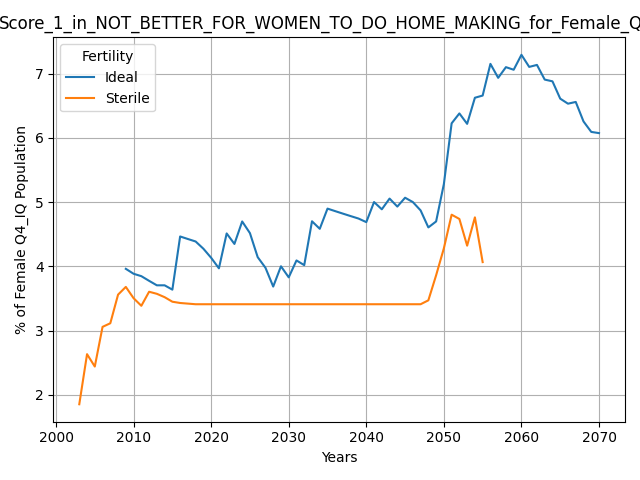 Score_1_in_NOT_BETTER_FOR_WOMEN_TO_DO_HOME_MAKING_for_Female_Q
Fertility
Ideal
Sterile
% of Female Q4_IQ Population
7
6
5
4
3
2
2000 2010 2020 2030 2040 2050 2060 2070
Years